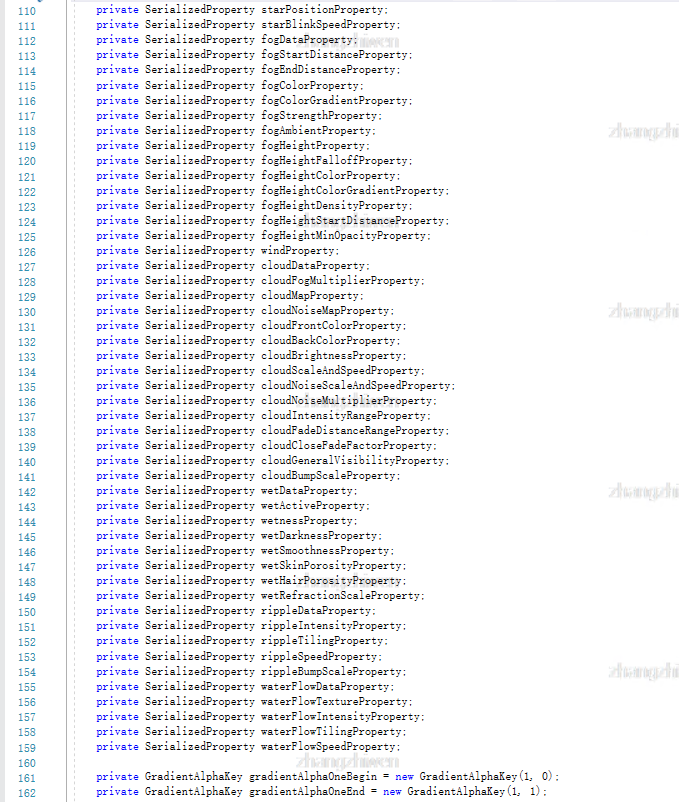 110 private SerializedProperty starPositionProperty;
111 private SerializedProperty starBlinkSpeedProperty;
112 private SerializedProperty fogDataProperty;
113 private SerializedProperty fogStartDistanceProperty;
114 private SerializedProperty fogEndDistanceProperty;
115 private SerializedProperty fogColorProperty;
116 private SerializedProperty fogColorGradientProperty;
117 private SerializedProperty fogStrengthProperty;
118 private SerializedProperty fogAmbientProperty;
119 private SerializedProperty fogHeightProperty;
120 private SerializedProperty fogHeightFalloffProperty;
121 private SerializedProperty fogHeightColorProperty;
122 private SerializedProperty fogHeightColorGradientProperty;
123 private SerializedProperty fogHeightDensityProperty;
124 private SerializedProperty fogHeightStartDistanceProperty;
125 private SerializedProperty fogHeightMinOpacityProperty;
126 private SerializedProperty windProperty;
127 private SerializedProperty cloudDataProperty;
128 private SerializedProperty cloudFogMultiplierProperty;
129 private SerializedProperty cloudMapProperty;
130 private SerializedProperty cloudNoiseMapProperty;
131 private SerializedProperty cloudFrontColorProperty;
132 private SerializedProperty cloudBackColorProperty;
133 private SerializedProperty cloudBrightnessProperty;
134 private SerializedProperty cloudScaleAndSpeedProperty;
135 private SerializedProperty cloudNoiseScaleAndSpeedProperty;
136 private SerializedProperty cloudNoiseMultiplierProperty;
137 private SerializedProperty cloudIntensityRangeProperty;
138 private SerializedProperty cloudFadeDistanceRangeProperty;
139 private SerializedProperty cloudCloseFadeFactorProperty;
140 private SerializedProperty cloudGeneralVisibilityProperty;
141 private SerializedProperty cloudBumpScaleProperty;
142 private SerializedProperty wetDataProperty;
143 private SerializedProperty wetActiveProperty;
144 private SerializedProperty wetnessProperty;
145 private SerializedProperty wetDarknessProperty;
146 private SerializedProperty wetSmoothnessProperty;
147 private SerializedProperty wetSkinPorosityProperty;
148 private SerializedProperty wetHairPorosityProperty;
149 private SerializedProperty wetRefractionScaleProperty;
150 private SerializedProperty rippleDataProperty;
151 private SerializedProperty rippleIntensityProperty;
152 private SerializedProperty rippleTilingProperty;
153 private SerializedProperty rippleSpeedProperty;
154 private SerializedProperty rippleBumpScaleProperty;
155 private SerializedProperty waterFlowDataProperty;
156 private SerializedProperty waterFlowTextureProperty;
157 private SerializedProperty waterFlowIntensityProperty;
158 private SerializedProperty waterFlowTilingProperty;
159 private SerializedProperty waterFlowSpeedProperty;
160
161 private GradientAlphaKey gradientAlphaOneBegin = new GradientAlphaKey(1, 0);
162 private GradientAlphaKey gradientAlphaOneEnd = new GradientAlphaKey(1, 1);